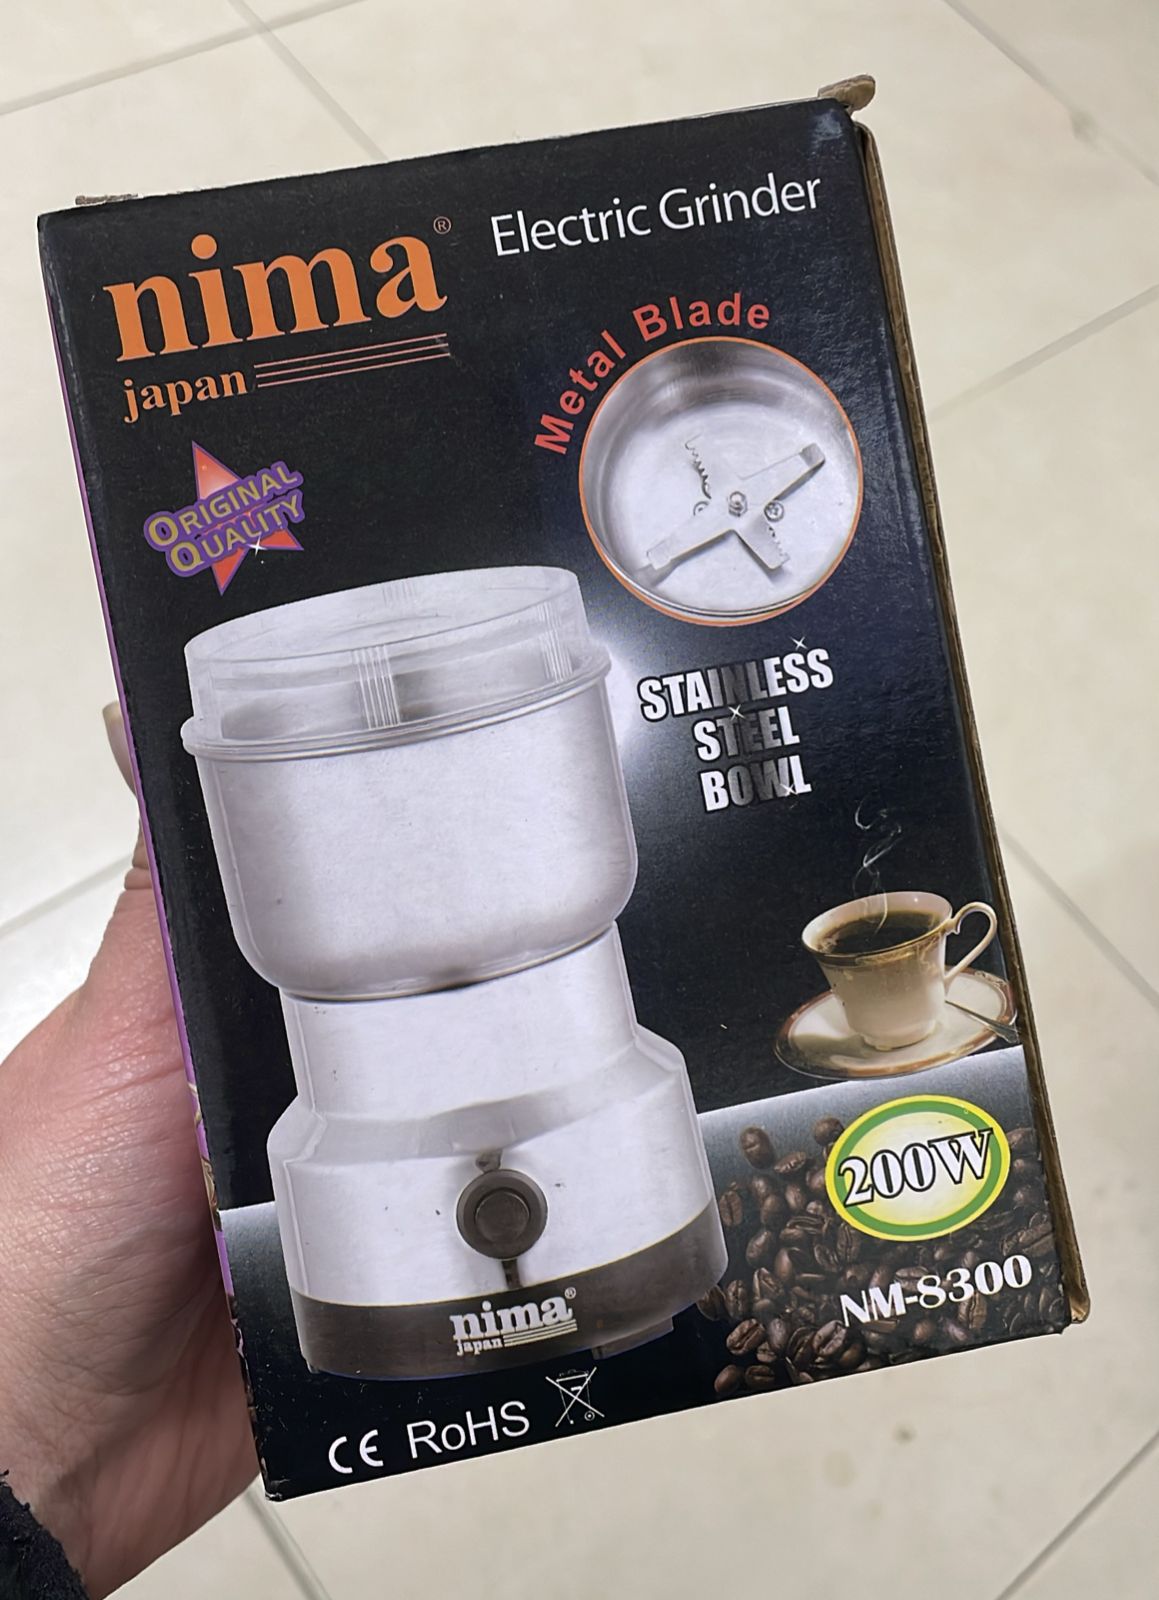 nima®
Electric Grinder
japan
Metal Blade
ORIGINAL
QUALITY
STAINLESS
STEEL
BOWL
200W
NM-8300
nima®
japan
CE RoHS